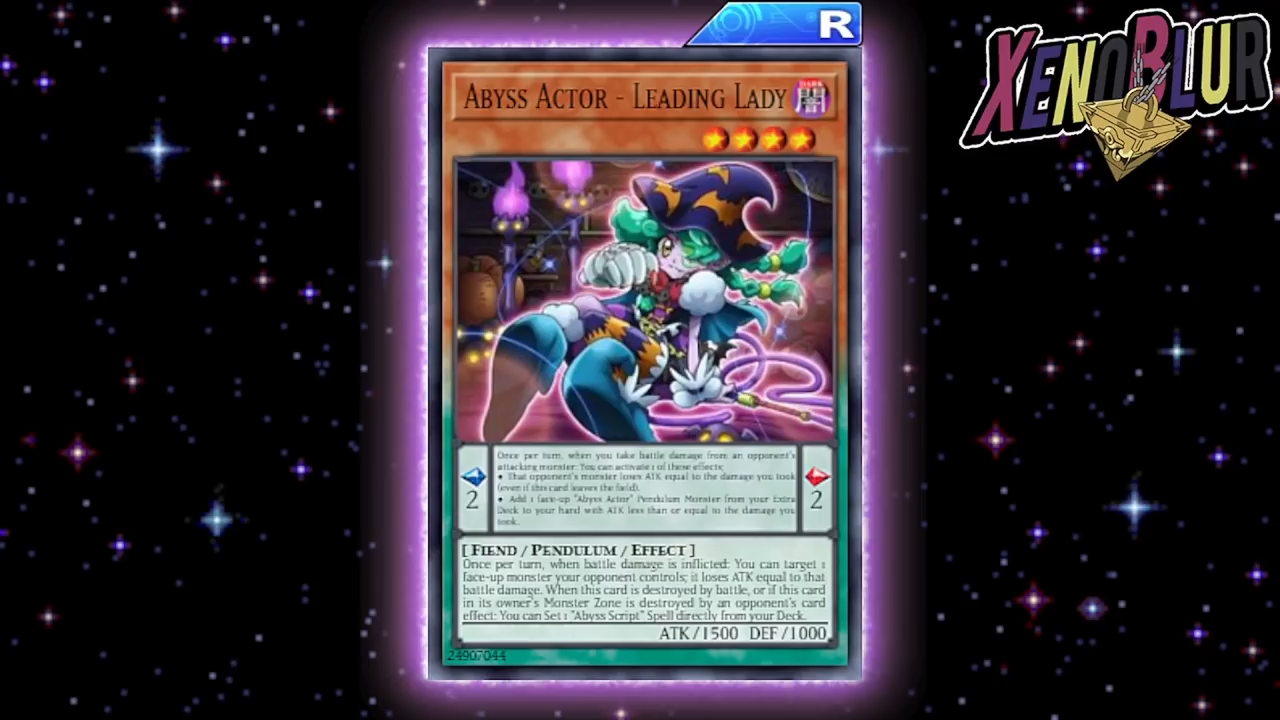 R
XENOBLUR
ABYSS ACTOR - LEADING LADY
DARK
Once per turn, when you take battle damage from an opponent's
attacking monster: You can activate 1 of these effects;
• That opponent's monster loses ATK equal to the damage you took
(even if this card leaves the field).
• Add 1 face-up "Abyss Actor" Pendulum Monster from your Extra
Deck to your hand with ATK less than or equal to the damage you
took.
2
2
[ FIEND / PENDULUM / EFFECT ]
Once per turn, when battle damage is inflicted: You can target 1
face-up monster your opponent controls; it loses ATK equal to that
battle damage. When this card is destroyed by battle, or if this card
in its owner's Monster Zone is destroyed by an opponent's card
effect: You can Set 1 "Abyss Script" Spell directly from your Deck.
ATK/1500 DEF/1000
24907044